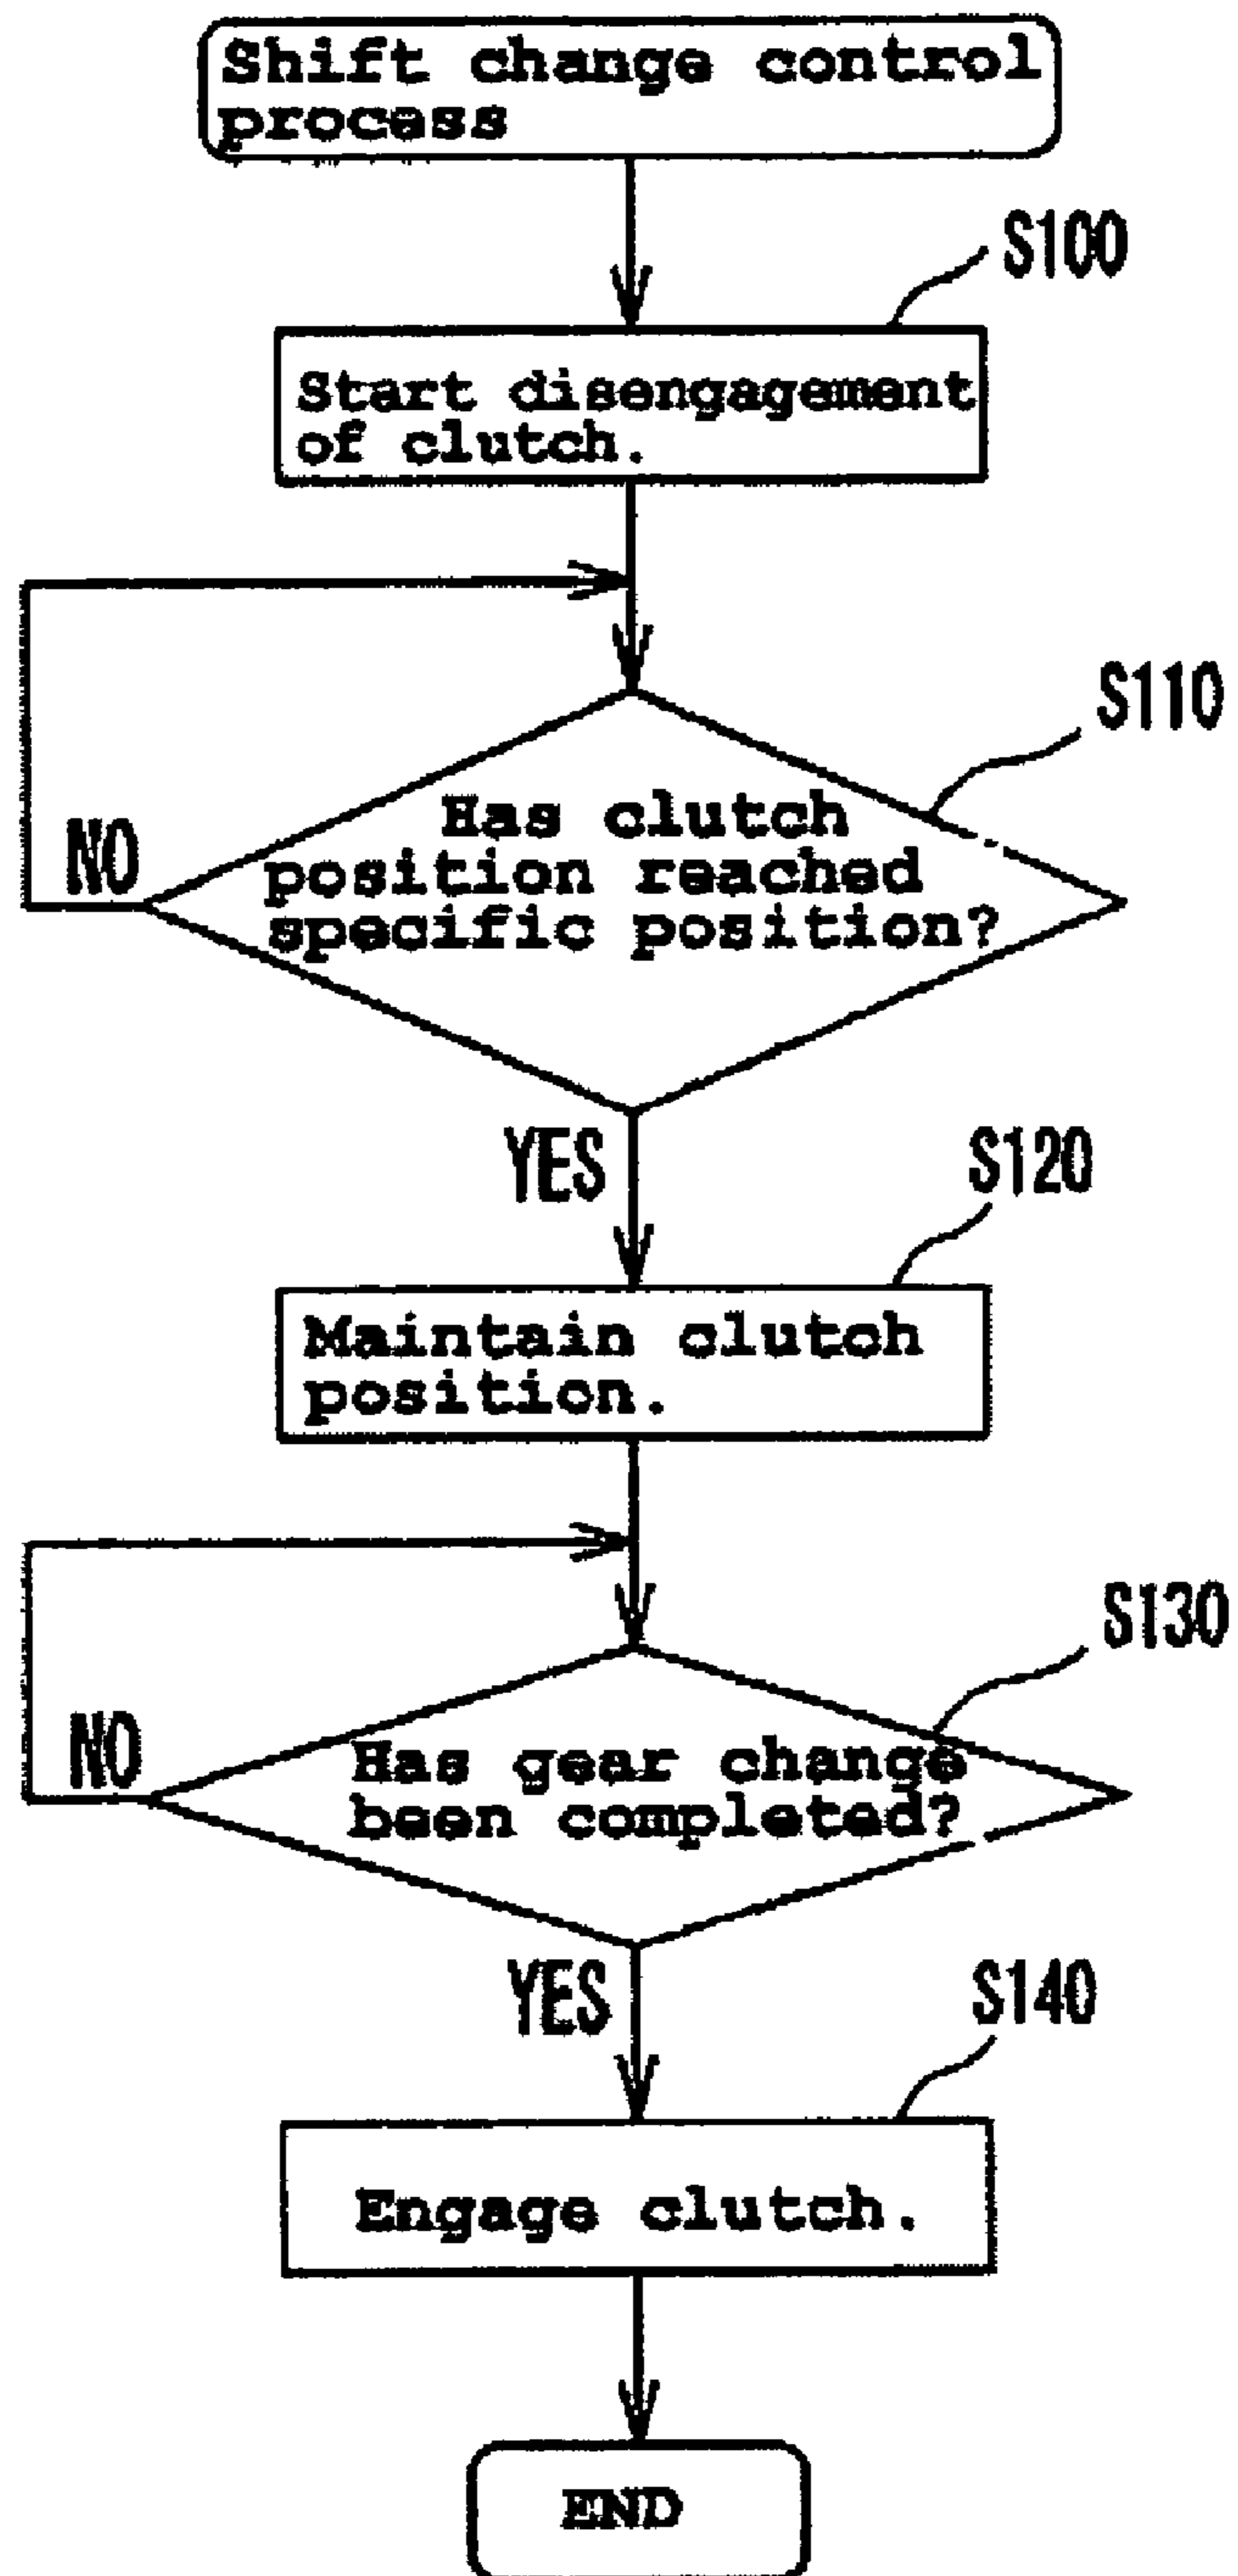 Shift change control
process
S100
Start disengagement
of clutch.
S110
Has clutch
position reached
specific position?
NO
YES
S120
Maintain clutch
position.
S130
Has gear change
been completed?
NO
YES
S140
Engage clutch.
END